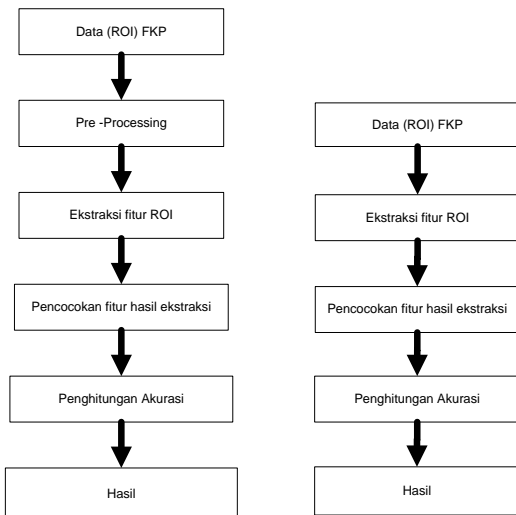 Data (ROI) FKP
Pre -Processing
Ekstraksi fitur ROI
Pencocokan fitur hasil ekstraksi
Penghitungan Akurasi
Hasil
Data (ROI) FKP
Ekstraksi fitur ROI
Pencocokan fitur hasil ekstraksi
Penghitungan Akurasi
Hasil